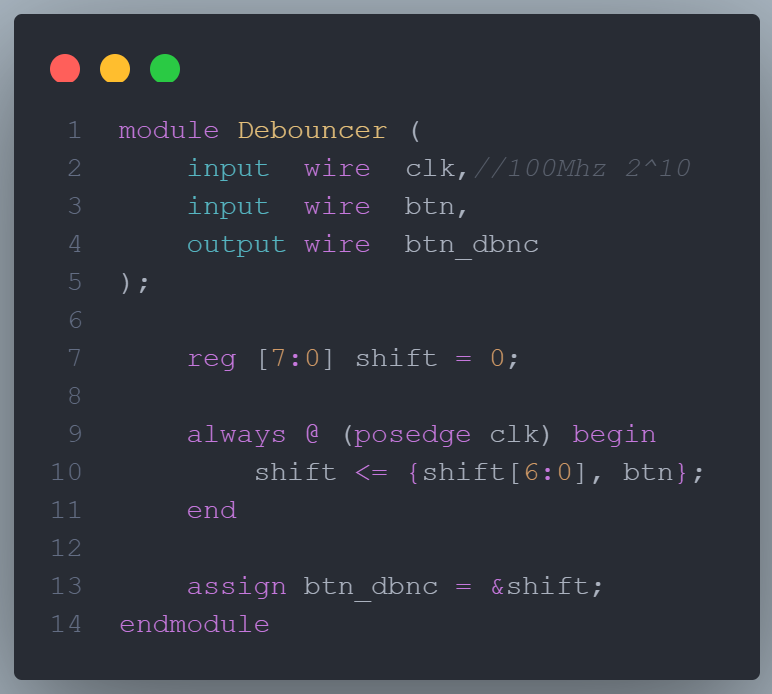 1 module Debouncer (
2 input wire clk,//100Mhz 2^10
3 input wire btn,
4 output wire btn_dbnc
5 );
6
7 reg [7:0] shift = 0;
8
9 always @ (posedge clk) begin
10 shift <= {shift[6:0], btn};
11 end
12
13 assign btn_dbnc = &shift;
14 endmodule